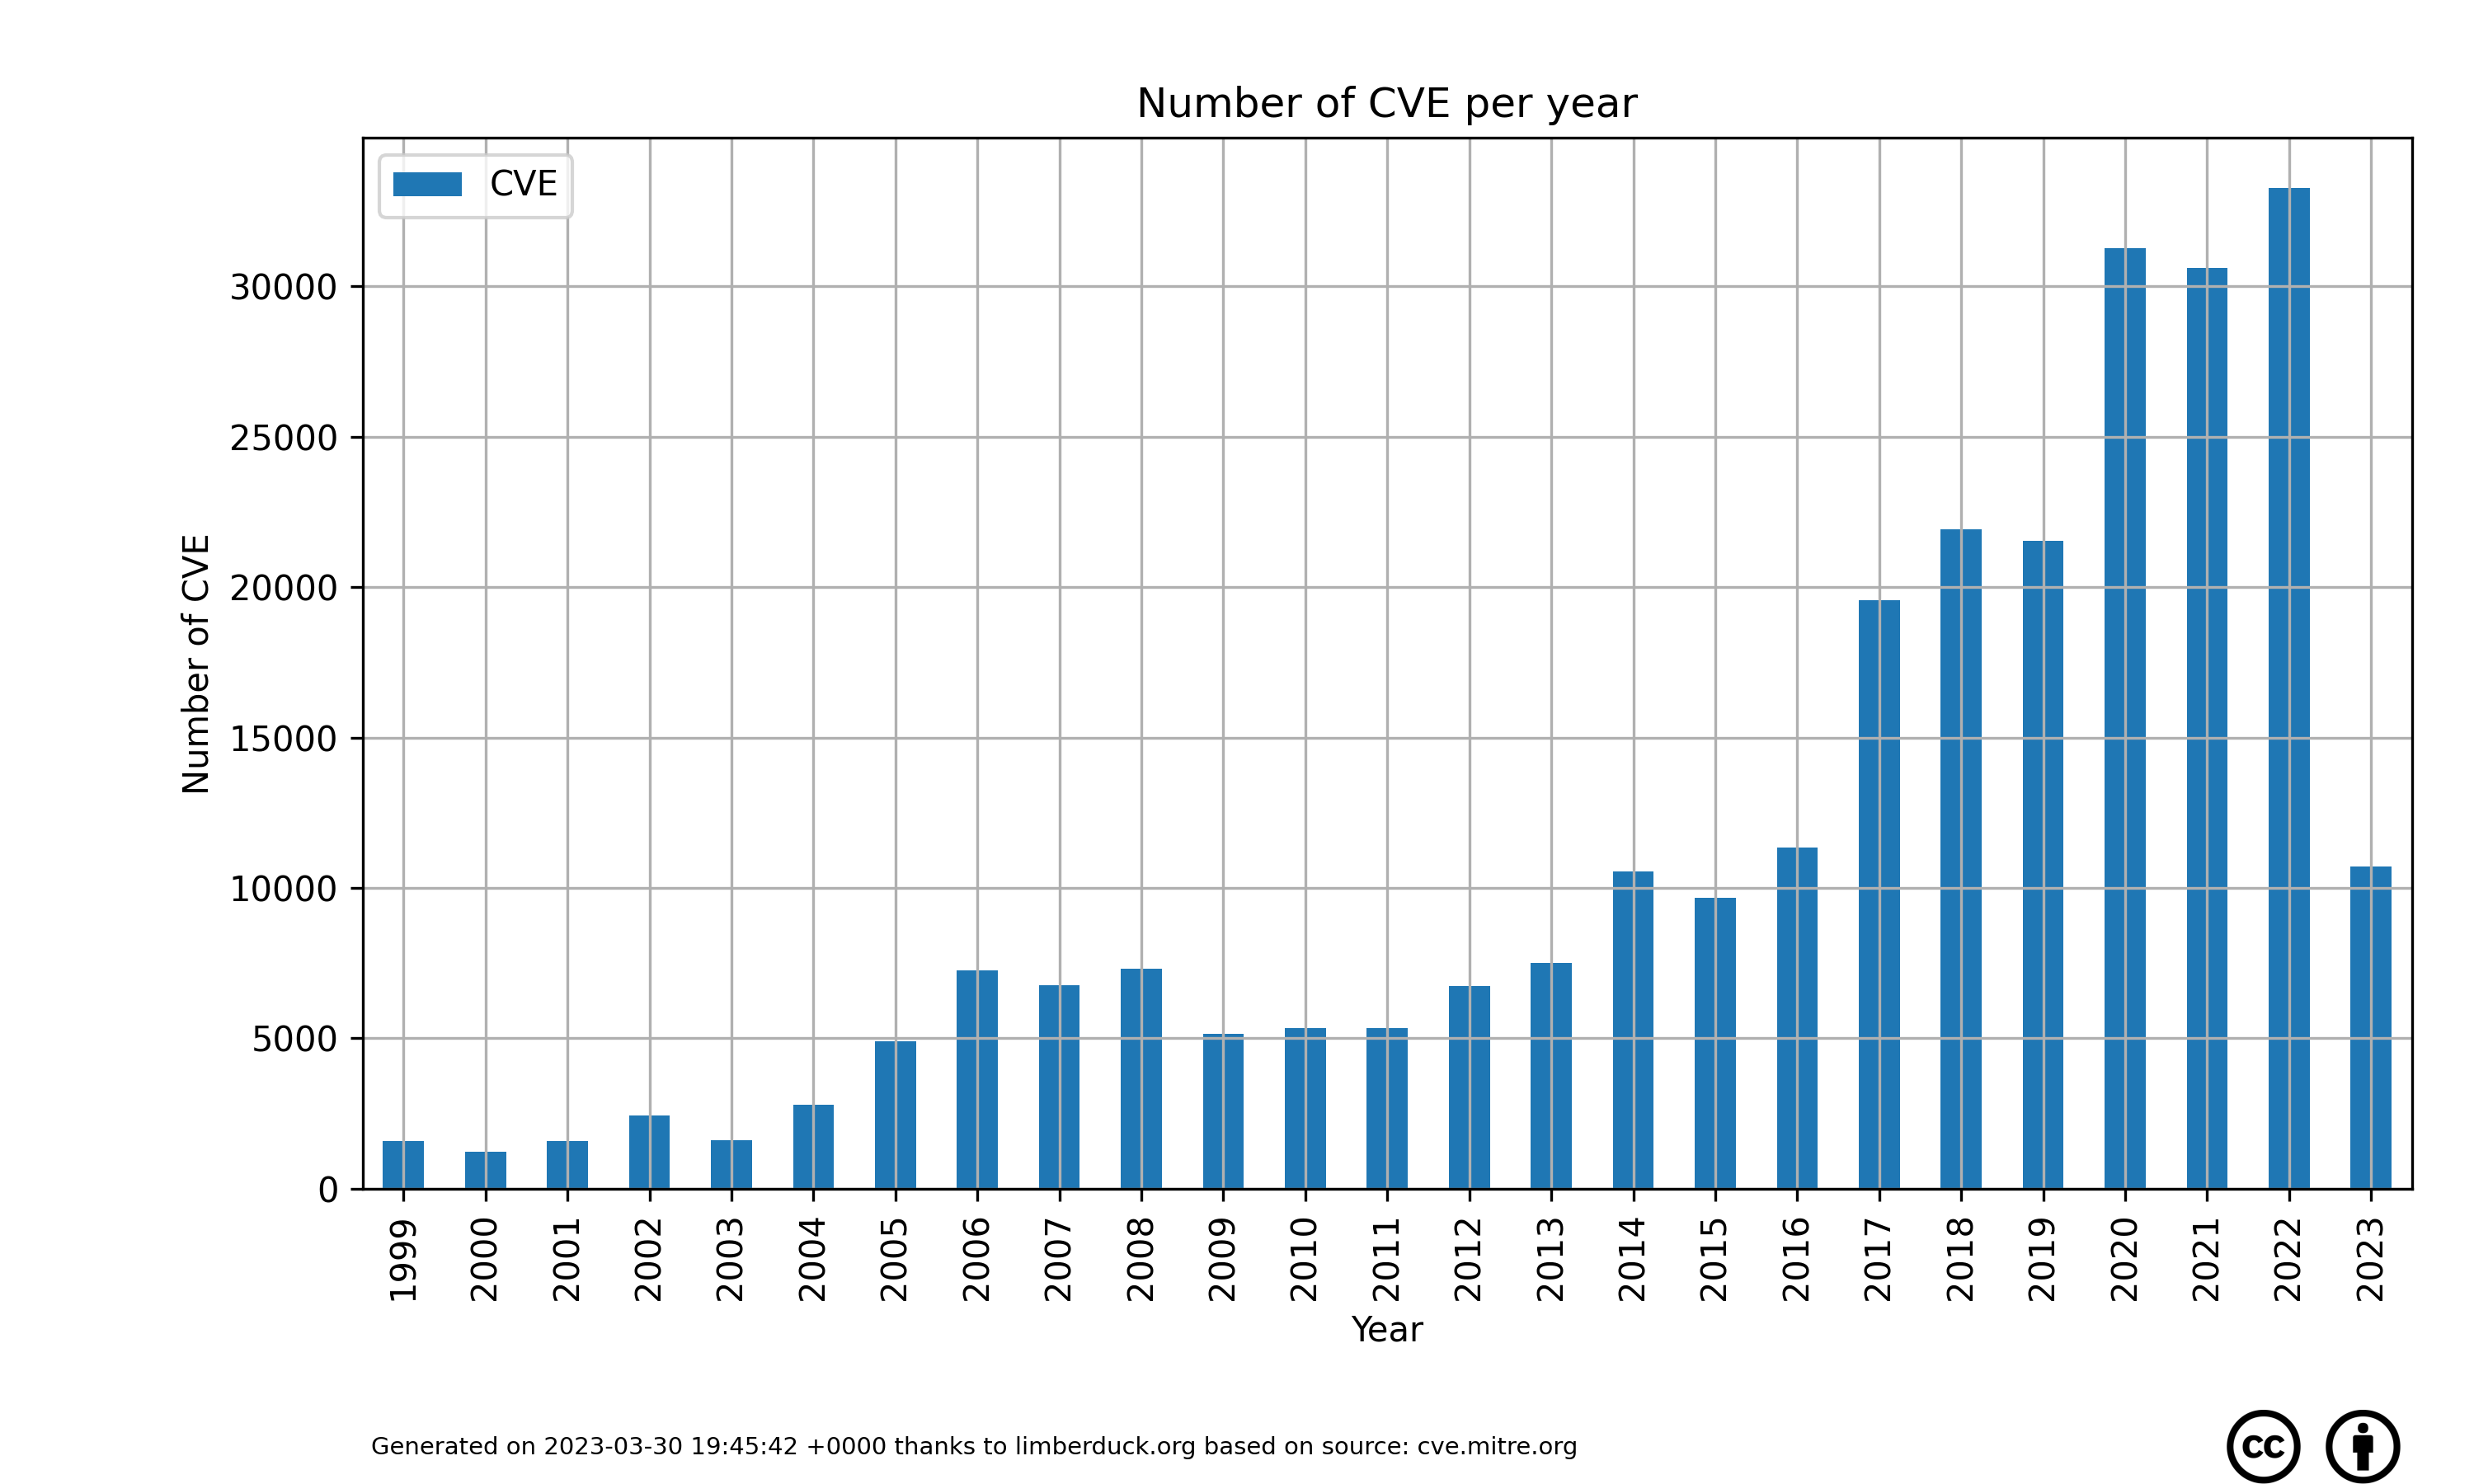 Number of CVE per year
CVE
30000
25000
20000
15000
10000
5000
0
Number of CVE
1999 2000 2001 2002 2003 2004 2005 2006 2007 2008 2009 2010 2011 2012 2013 2014 2015 2016 2017 2018 2019 2020 2021 2022 2023
Year
Generated on 2023-03-30 19:45:42 +0000 thanks to limberduck.org based on source: cve.mitre.org
cc